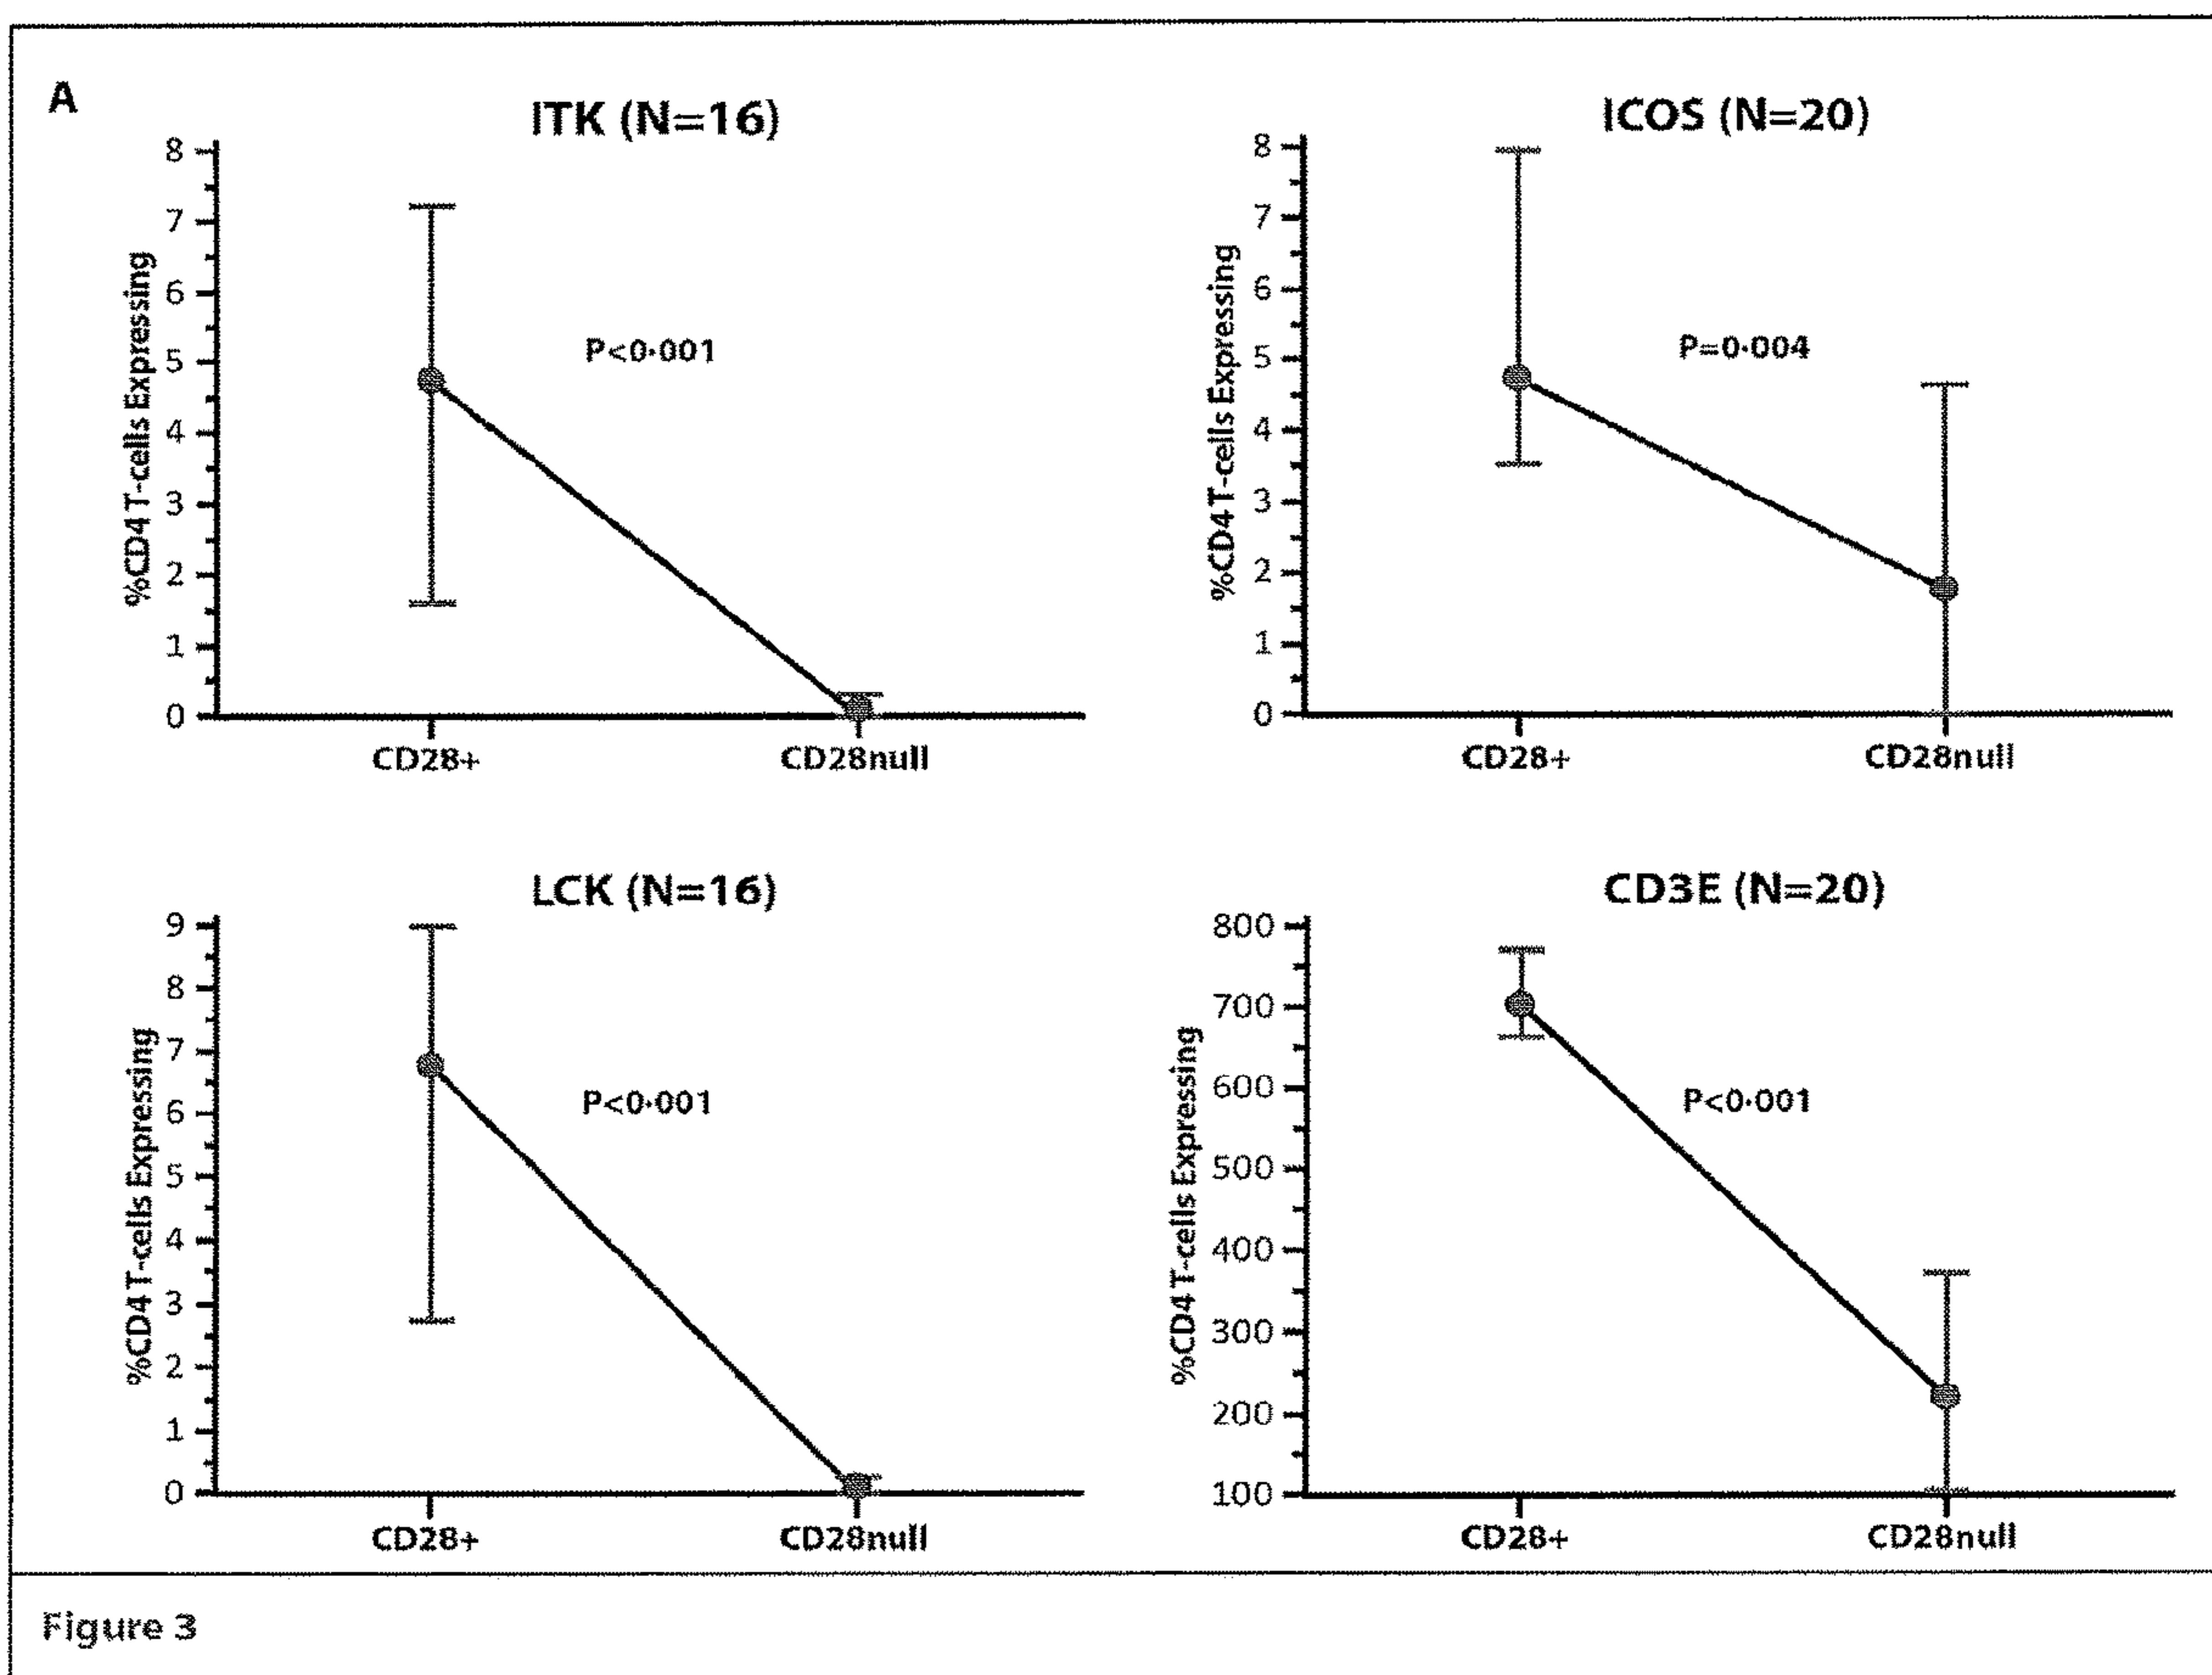 A
ITK (N=16)
%CD4 T-cells Expressing
8
7
6
5
4
3
2
1
0
P<0·001
CD28+
CD28null
ICOS (N=20)
%CD4 T-cells Expressing
8
7
6
5
4
3
2
1
0
P=0·004
CD28+
CD28null
LCK (N=16)
%CD4 T-cells Expressing
9
8
7
6
5
4
3
2
1
0
P<0·001
CD28+
CD28null
CD3E (N=20)
%CD4 T-cells Expressing
800
700
600
500
400
300
200
100
P<0·001
CD28+
CD28null
Figure 3